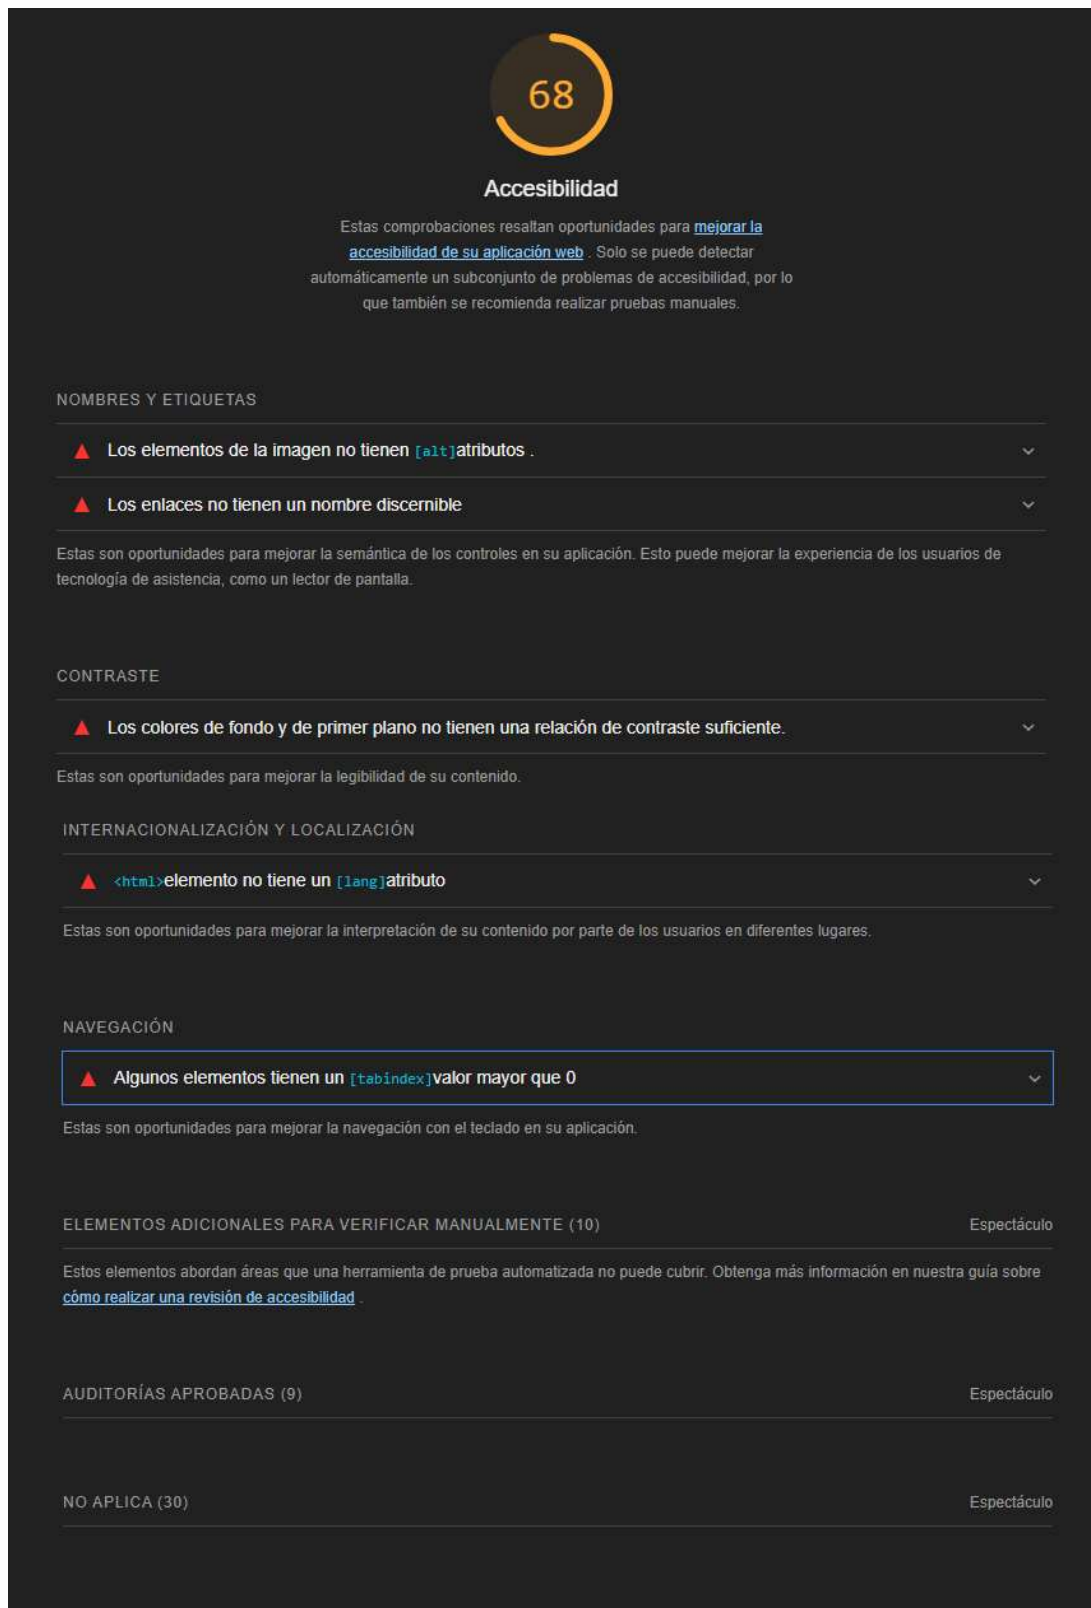 68
Accesibilidad
Estas comprobaciones resaltan oportunidades para mejorar la
accesibilidad de su aplicación web . Solo se puede detectar
automáticamente un subconjunto de problemas de accesibilidad, por lo
que también se recomienda realizar pruebas manuales.
NOMBRES Y ETIQUETAS
Los elementos de la imagen no tienen [alt]atributos .
Los enlaces no tienen un nombre discernible
Estas son oportunidades para mejorar la semántica de los controles en su aplicación. Esto puede mejorar la experiencia de los usuarios de
tecnología de asistencia, como un lector de pantalla.
CONTRASTE
Los colores de fondo y de primer plano no tienen una relación de contraste suficiente.
Estas son oportunidades para mejorar la legibilidad de su contenido.
INTERNACIONALIZACIÓN Y LOCALIZACIÓN
<html>elemento no tiene un [lang]atributo
Estas son oportunidades para mejorar la interpretación de su contenido por parte de los usuarios en diferentes lugares.
NAVEGACIÓN
Algunos elementos tienen un [tabindex]valor mayor que 0
Estas son oportunidades para mejorar la navegación con el teclado en su aplicación.
ELEMENTOS ADICIONALES PARA VERIFICAR MANUALMENTE (10) Espectáculo
Estos elementos abordan áreas que una herramienta de prueba automatizada no puede cubrir. Obtenga más información en nuestra guía sobre
cómo realizar una revisión de accesibilidad .
AUDITORÍAS APROBADAS (9) Espectáculo
NO APLICA (30) Espectáculo